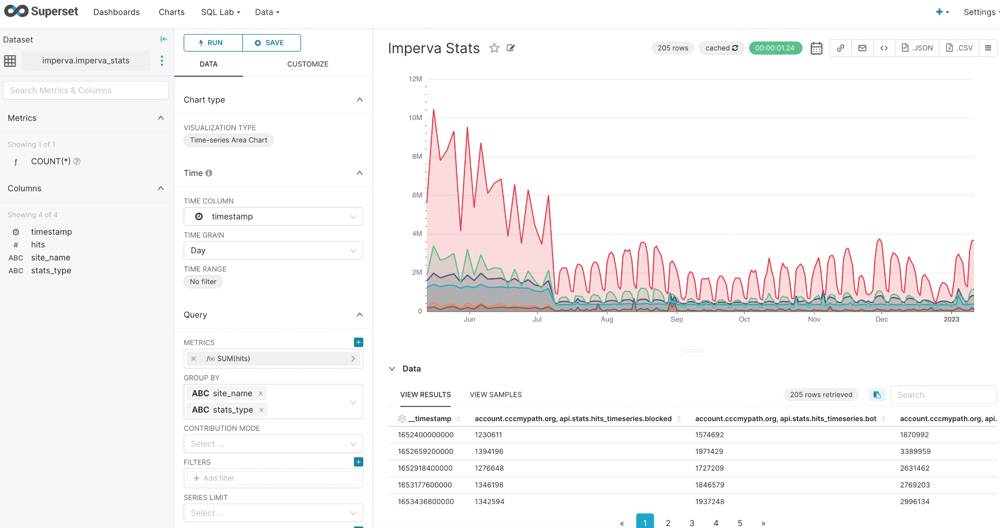 Superset Dashboards Charts SQL Lab Data Settings
Dataset
imperva.imperva_stats
Search Metrics & Columns
Metrics
Showing 1 of 1
ƒ COUNT(*) ?
Columns
Showing 4 of 4
timestamp
# hits
ABC site_name
ABC stats_type
RUN SAVE
DATA CUSTOMIZE
Chart type
VISUALIZATION TYPE
Time-series Area Chart
Time
TIME COLUMN
timestamp
TIME GRAIN
Day
TIME RANGE
No filter
Query
METRICS
ƒ(x) SUM(hits)
GROUP BY
ABC site_name
ABC stats_type
CONTRIBUTION MODE
Select ...
FILTERS
+ Add filter
SERIES LIMIT
Select ...
Imperva Stats 205 rows cached 00:00:01.24 .JSON .CSV
12M
10M
8M
6M
4M
2M
0
Jun Jul Aug Sep Oct Nov Dec 2023
Data
VIEW RESULTS VIEW SAMPLES 205 rows retrieved Search
__timestamp account.cccmypath.org, api.stats.hits_timeseries.blocked account.cccmypath.org, api.stats.hits_timeseries.bot account.cccmypath.org, api.
1652400000000 1230611 1574692 1870992
1652659200000 1394196 1971429 3389959
1652918400000 1276648 1727209 2631462
1653177600000 1346198 1846579 2769203
1653436800000 1342594 1937248 2996134
« 1 2 3 4 5 »